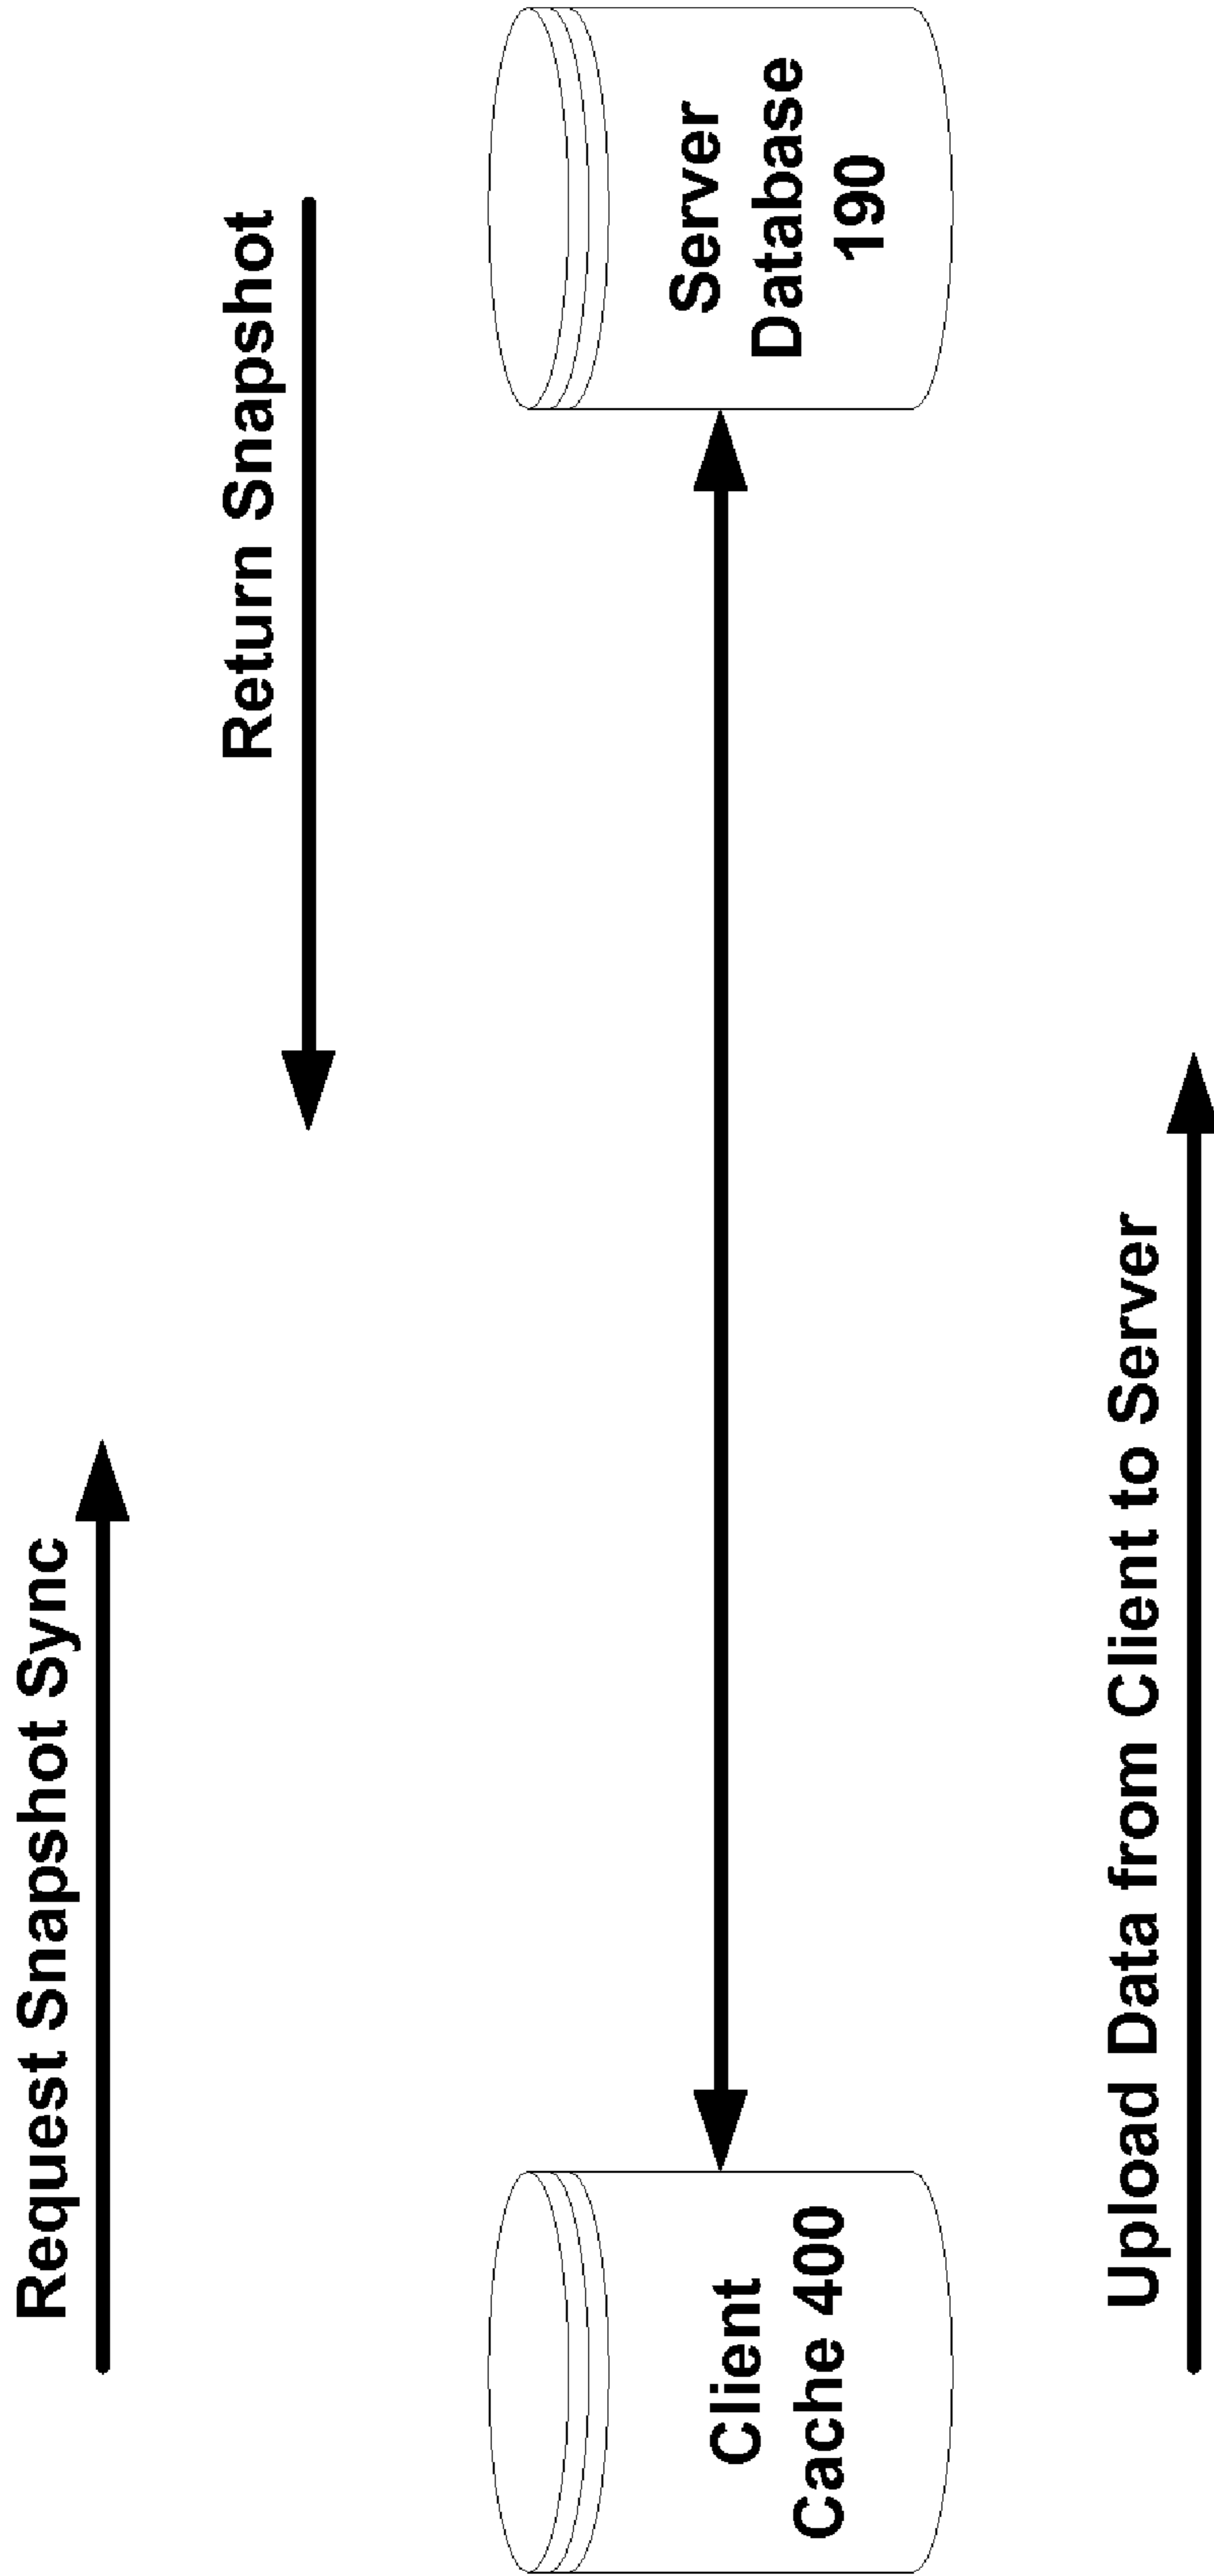 Request Snapshot Sync
Return Snapshot
Client
Cache 400
Server
Database
190
Upload Data from Client to Server